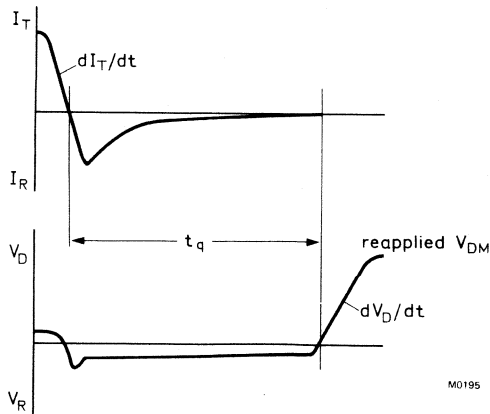 I_T
dI_T/dt
I_R
t_q
V_D
reapplied V_DM
dV_D/dt
V_R
M0195